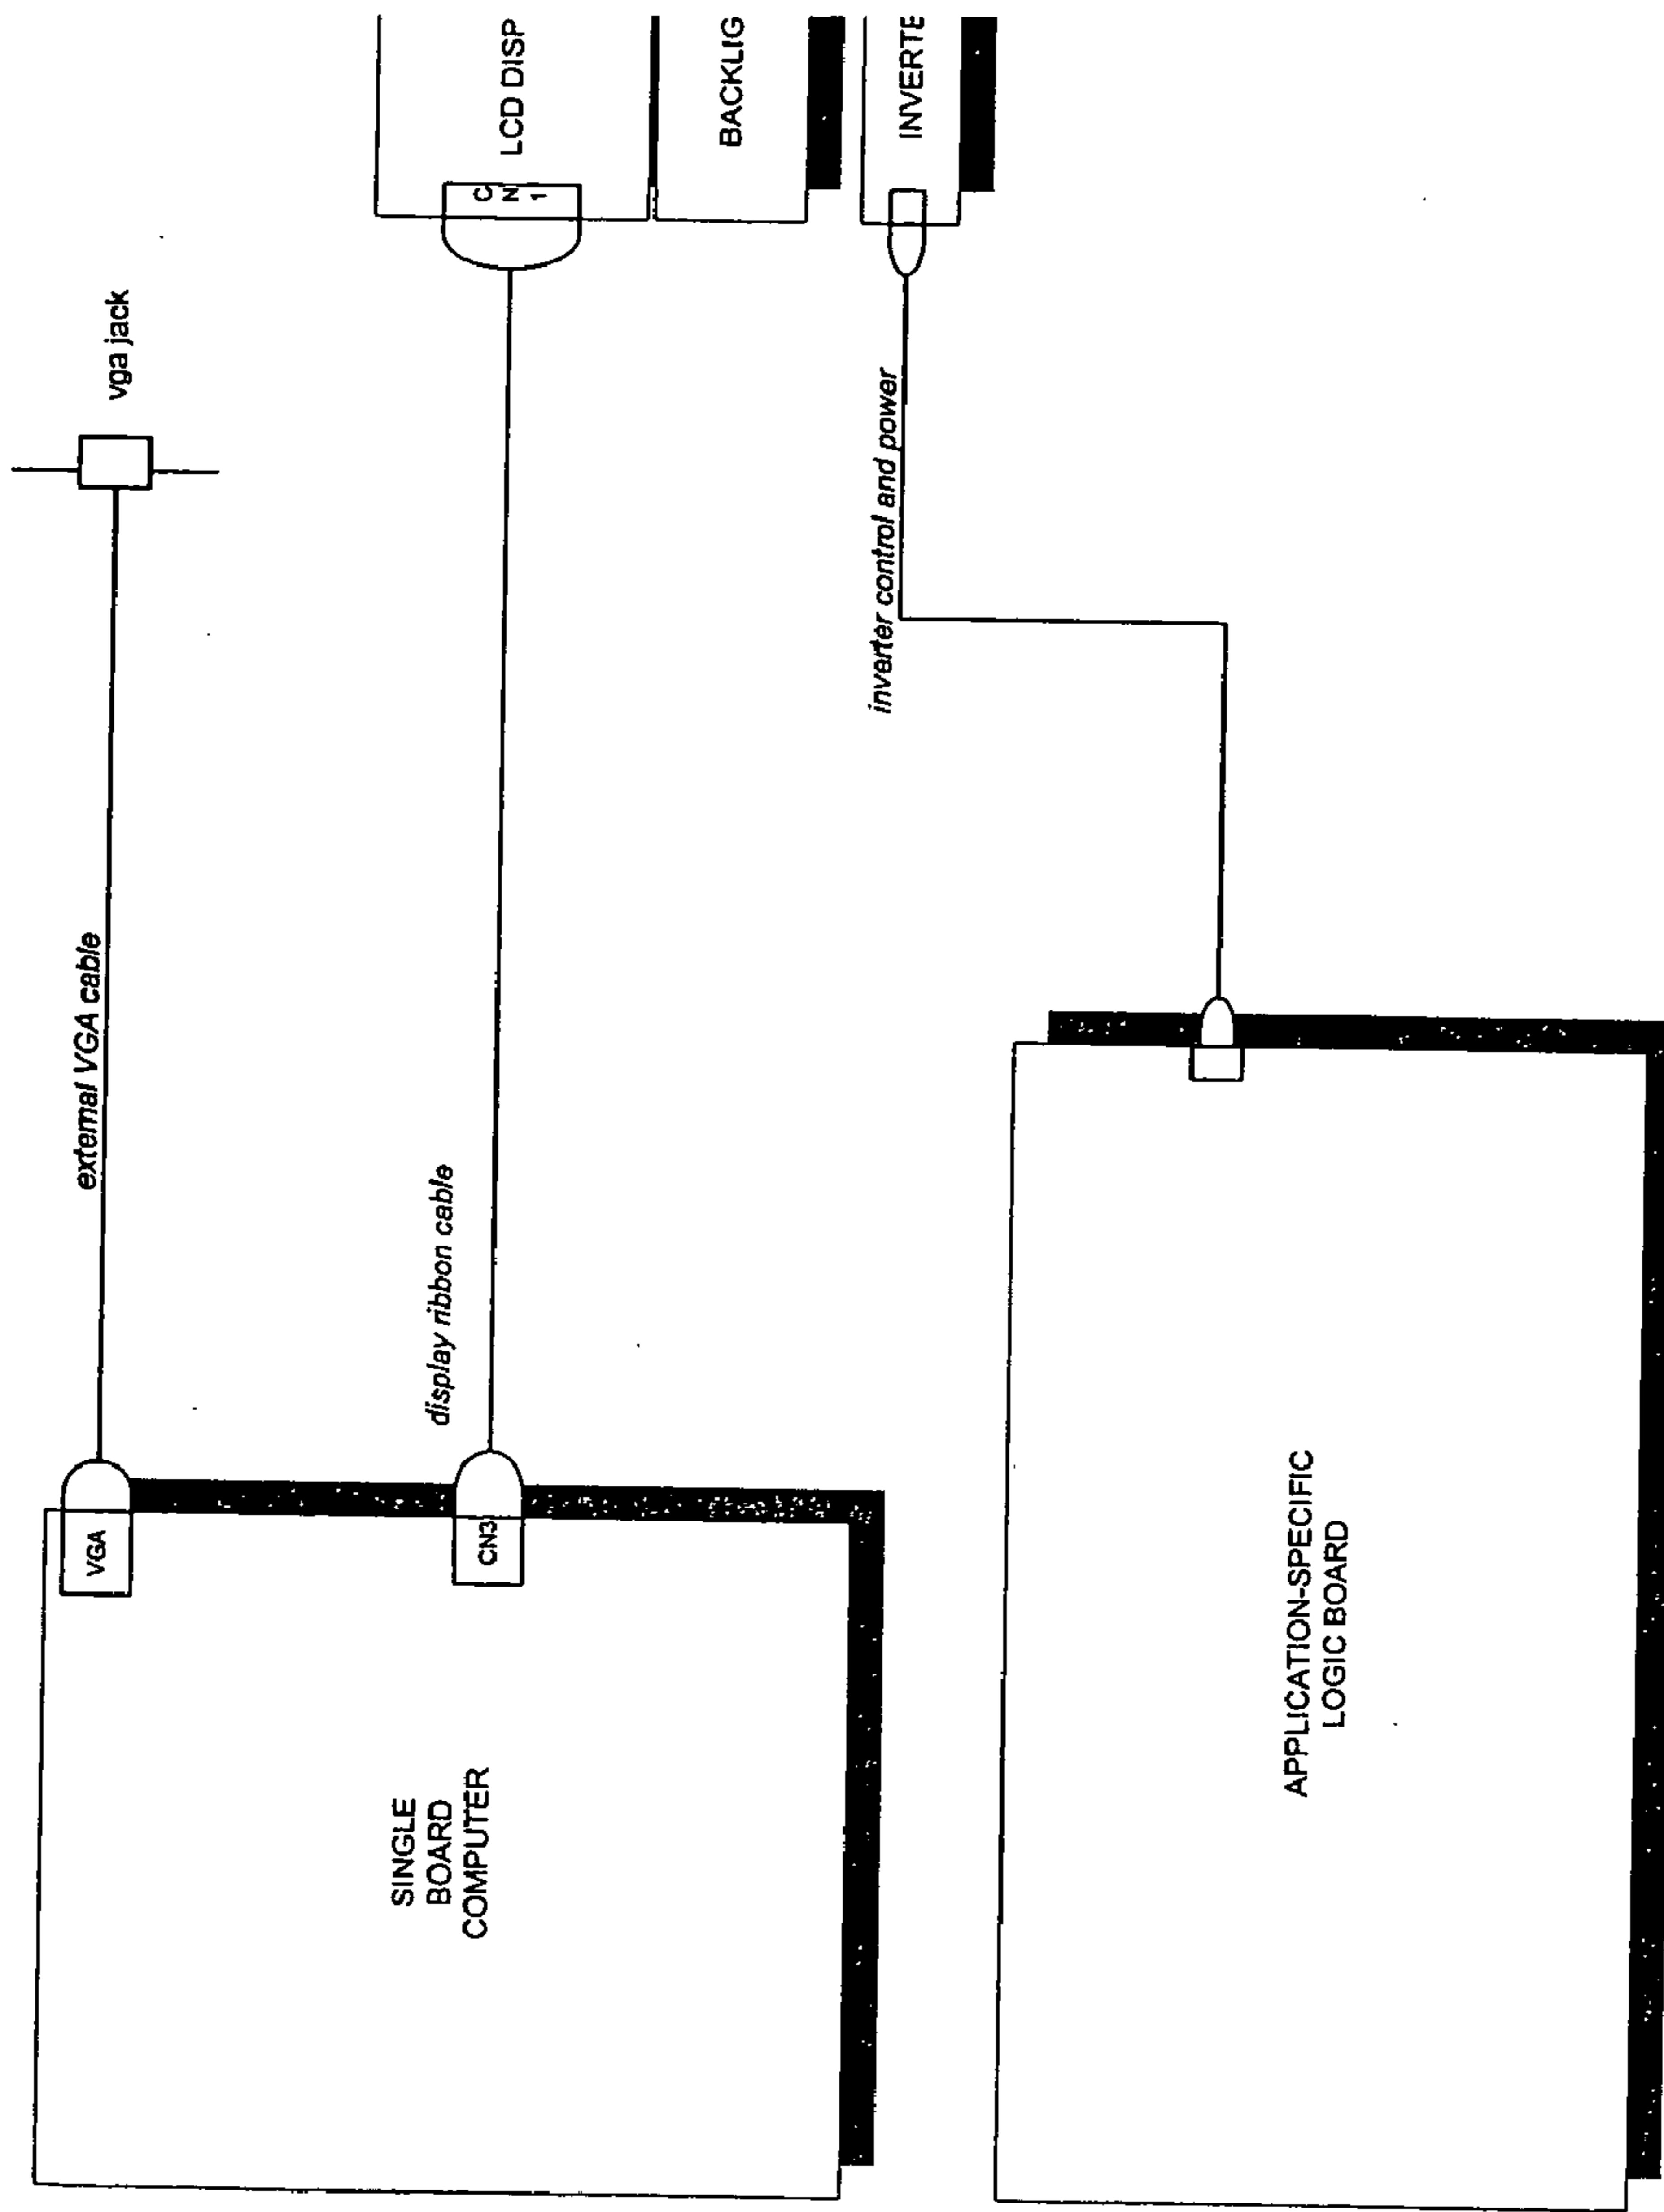 vga jack
external VGA cable
VGA
LCD DISP
CN1
display ribbon cable
CN3
SINGLE
BOARD
COMPUTER
BACKLIG
INVERTE
inverter control and power
APPLICATION-SPECIFIC
LOGIC BOARD